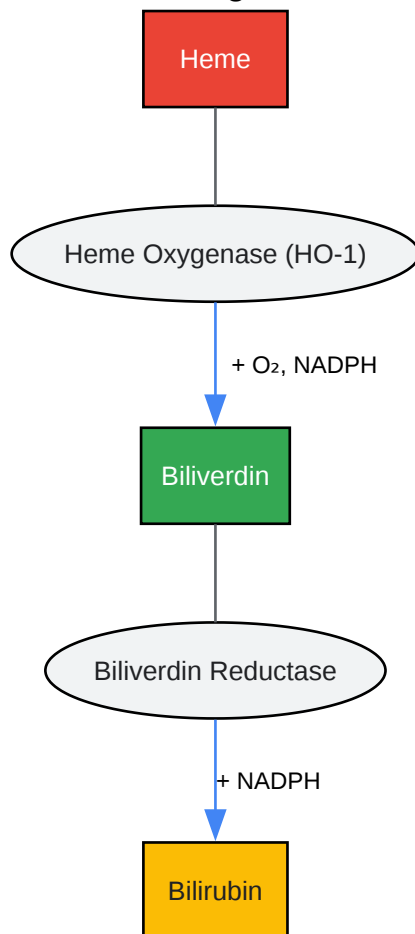 Heme
Heme Oxygenase (HO-1)
+ O₂, NADPH
Biliverdin
Biliverdin Reductase
+ NADPH
Bilirubin